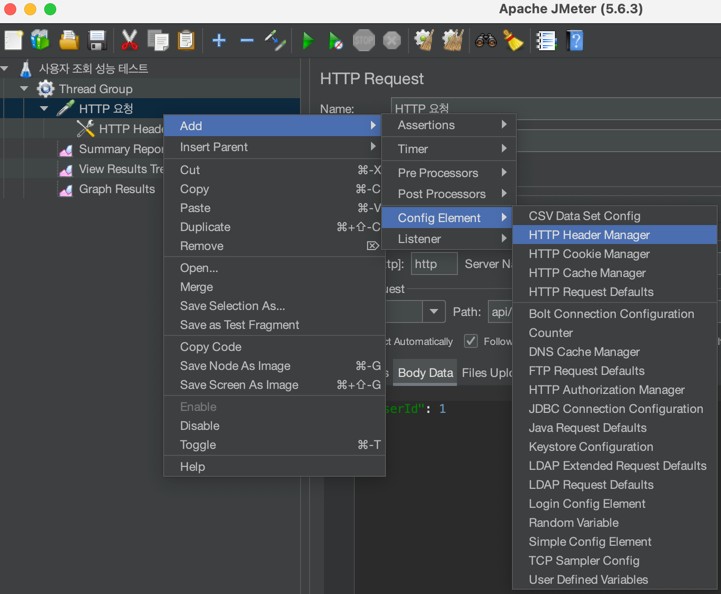 Apache JMeter (5.6.3)
사용자 조회 성능 테스트
Thread Group
HTTP 요청
HTTP Heade
Summary Repor
View Results Tre
Graph Results
HTTP Request
Name: HTTP 요청
Add
Insert Parent
Cut ⌘-X
Copy ⌘-C
Paste ⌘-V
Duplicate ⌘+⇧-C
Remove ⌦
Open...
Merge
Save Selection As...
Save as Test Fragment
Copy Code
Save Node As Image ⌘-G
Save Screen As Image ⌘+⇧-G
Enable
Disable
Toggle ⌘-T
Help
Assertions
Timer
Pre Processors
Post Processors
Config Element
Listener
CSV Data Set Config
HTTP Header Manager
HTTP Cookie Manager
HTTP Cache Manager
HTTP Request Defaults
Bolt Connection Configuration
Counter
DNS Cache Manager
FTP Request Defaults
HTTP Authorization Manager
JDBC Connection Configuration
Java Request Defaults
Keystore Configuration
LDAP Extended Request Defaults
LDAP Request Defaults
Login Config Element
Random Variable
Simple Config Element
TCP Sampler Config
User Defined Variables
tp]: http Server Na
uest
Path: api/
ct Automatically Follow
s Body Data Files Uplo
serId": 1